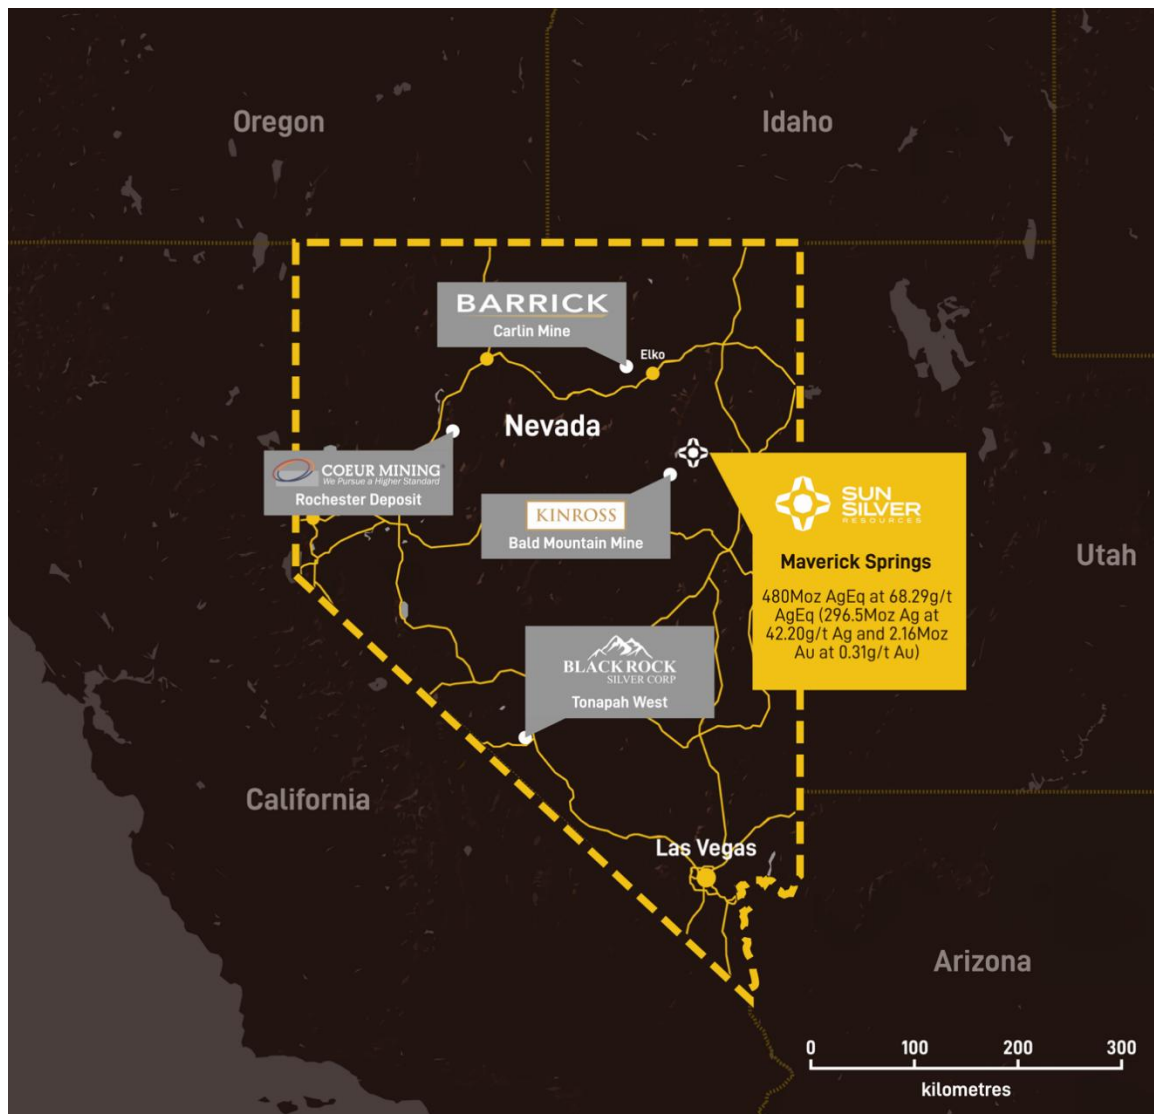 Oregon
Idaho
BARRICK
Carlin Mine
Elko
Nevada
COEUR MINING
We Pursue a Higher Standard
Rochester Deposit
KINROSS
Bald Mountain Mine
SUN
SILVER
RESOURCES
Maverick Springs
480Moz AgEq at 68.29g/t
AgEq (296.5Moz Ag at
42.20g/t Ag and 2.16Moz
Au at 0.31g/t Au)
Utah
BLACKROCK
SILVER CORP
Tonapah West
California
Las Vegas
Arizona
0 100 200 300
kilometres